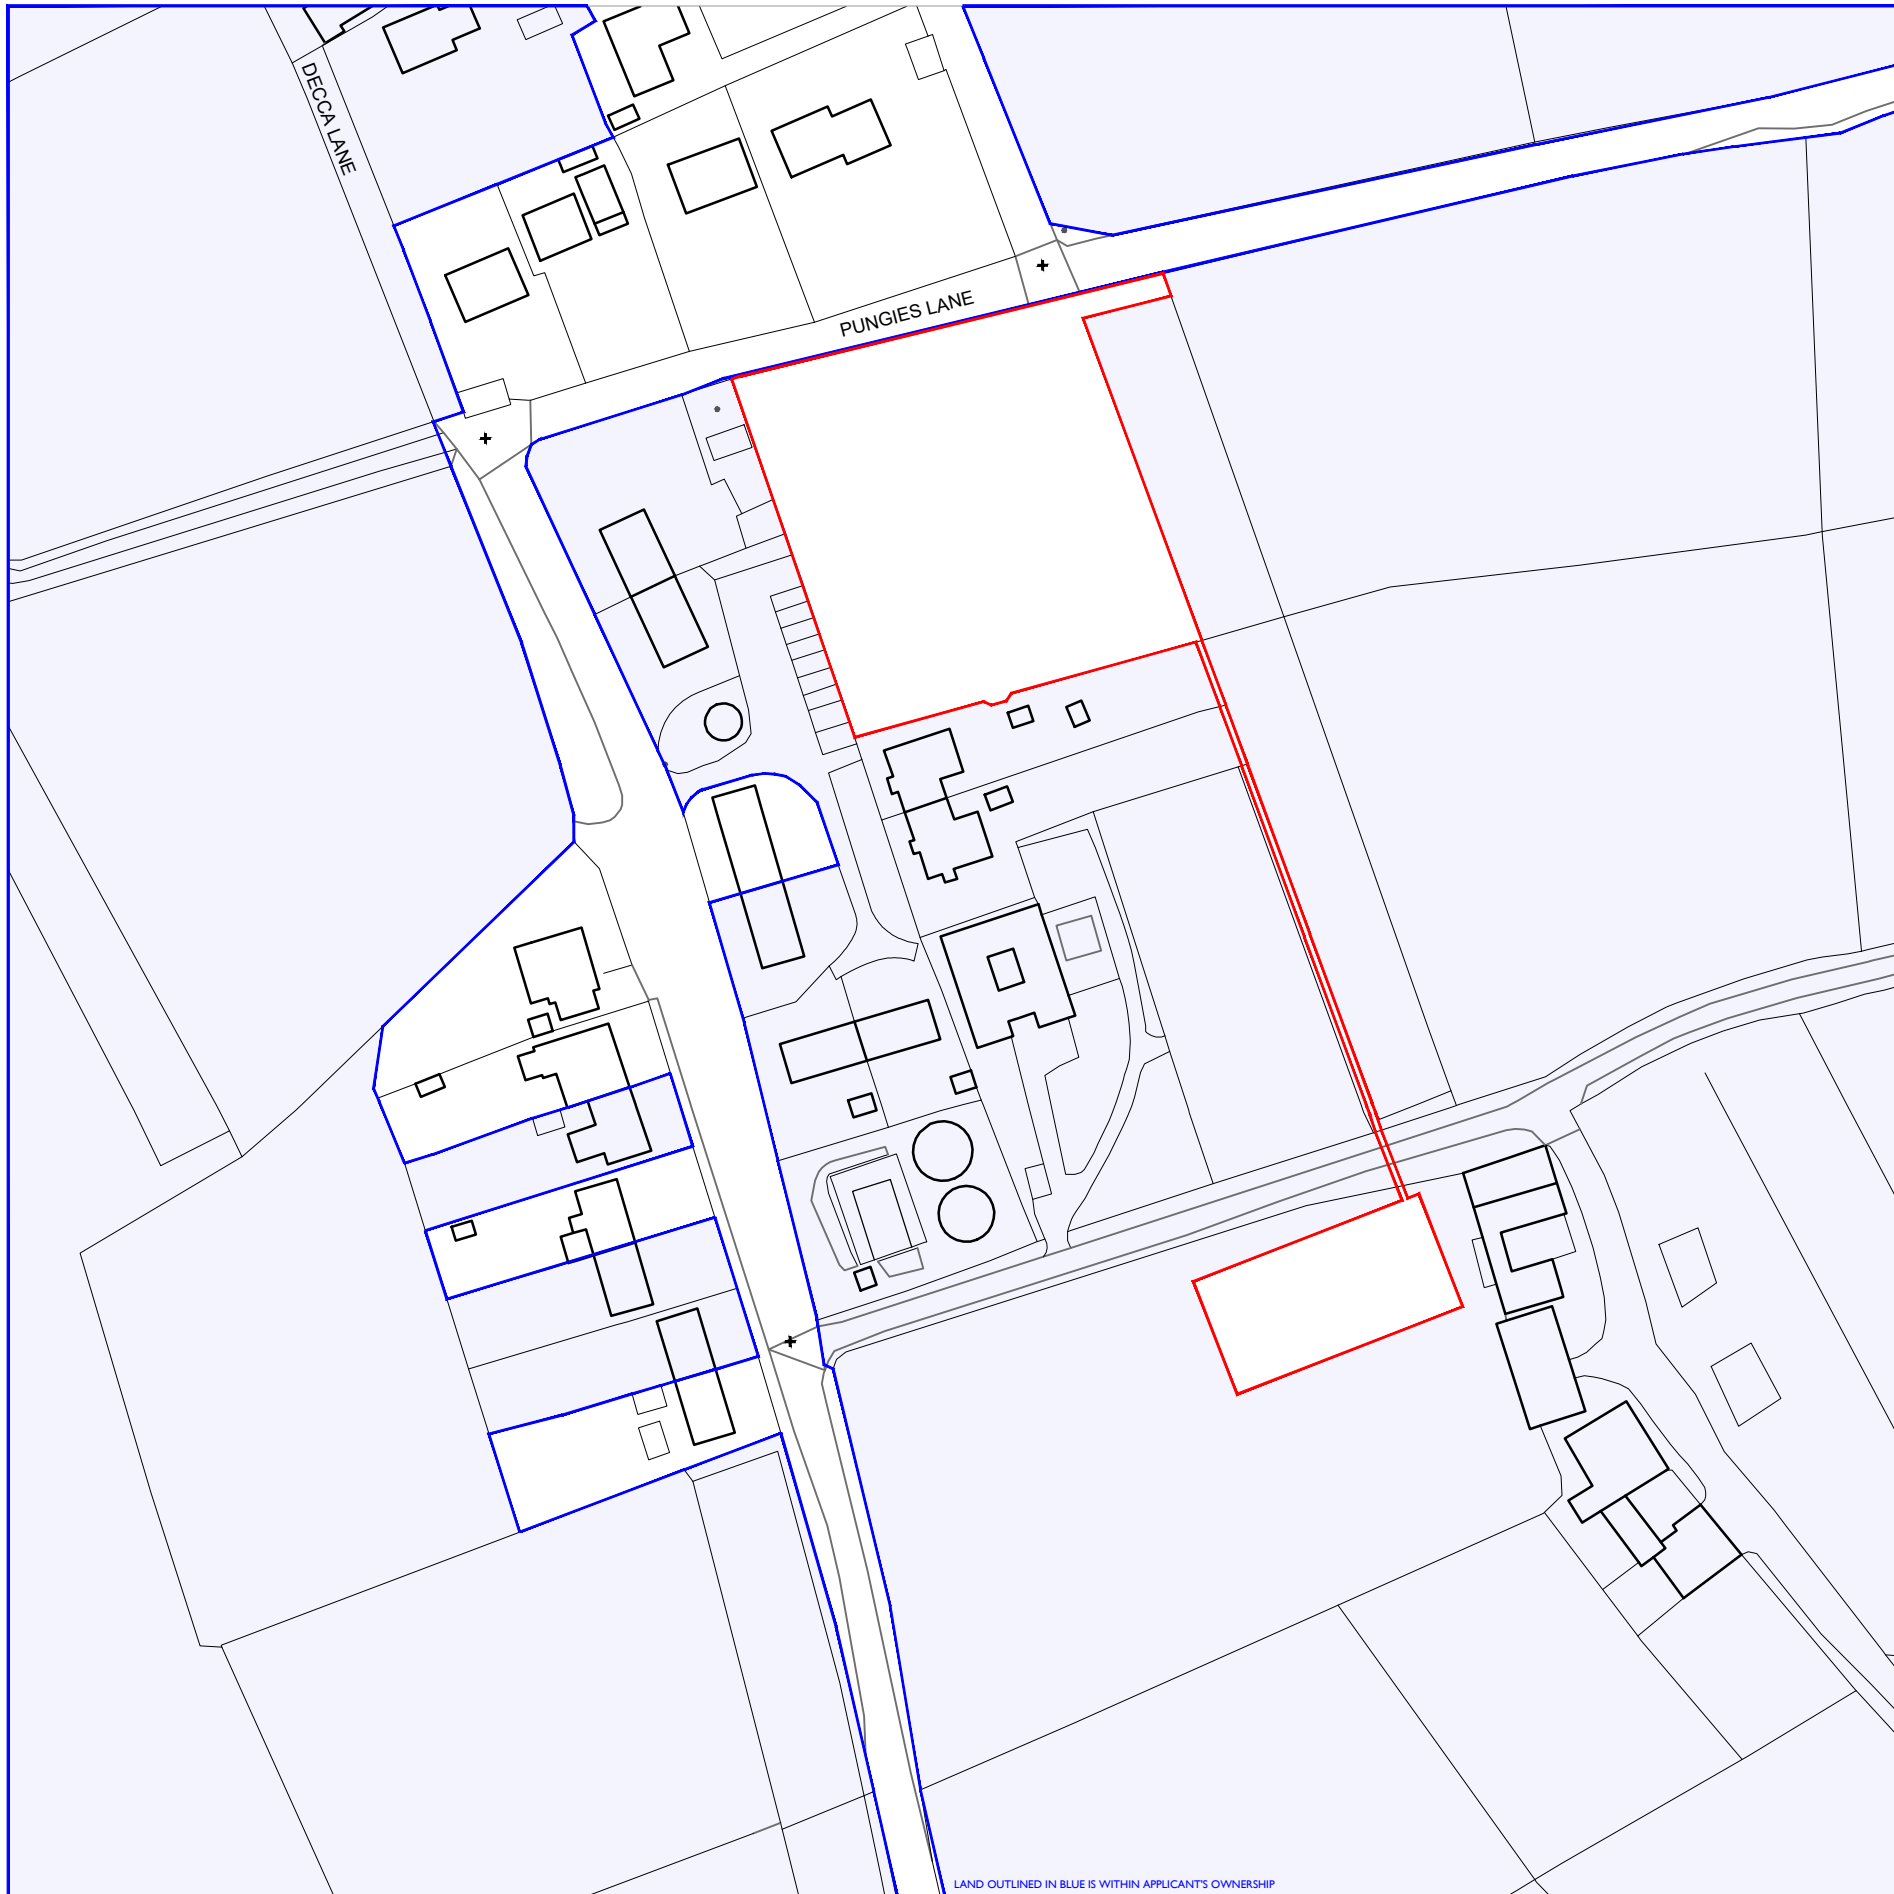 DECCA LANE
PUNGIES LANE
LAND OUTLINED IN BLUE IS WITHIN APPLICANT'S OWNERSHIP